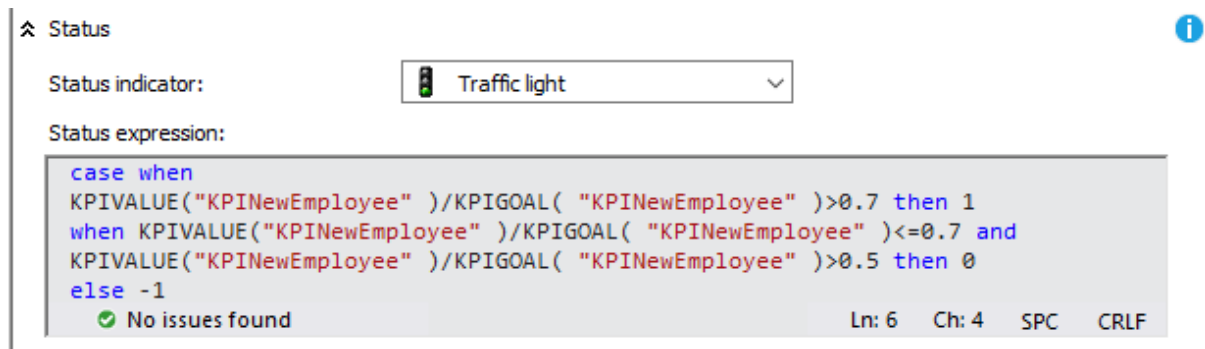 Status
Status indicator: Traffic light
Status expression:
case when
KPIVALUE("KPINewEmployee" )/KPIGOAL( "KPINewEmployee" )>0.7 then 1
when KPIVALUE("KPINewEmployee" )/KPIGOAL( "KPINewEmployee" )<=0.7 and
KPIVALUE("KPINewEmployee" )/KPIGOAL( "KPINewEmployee" )>0.5 then 0
else -1
No issues found Ln: 6 Ch: 4 SPC CRLF